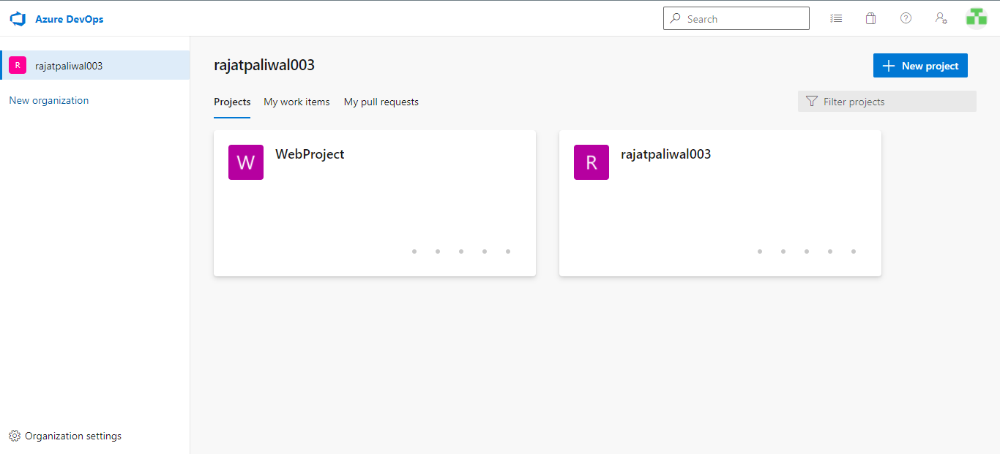 Azure DevOps
Search
R
rajatpaliwal003
New organization
rajatpaliwal003
New project
Projects
My work items
My pull requests
Filter projects
W
WebProject
R
rajatpaliwal003
Organization settings